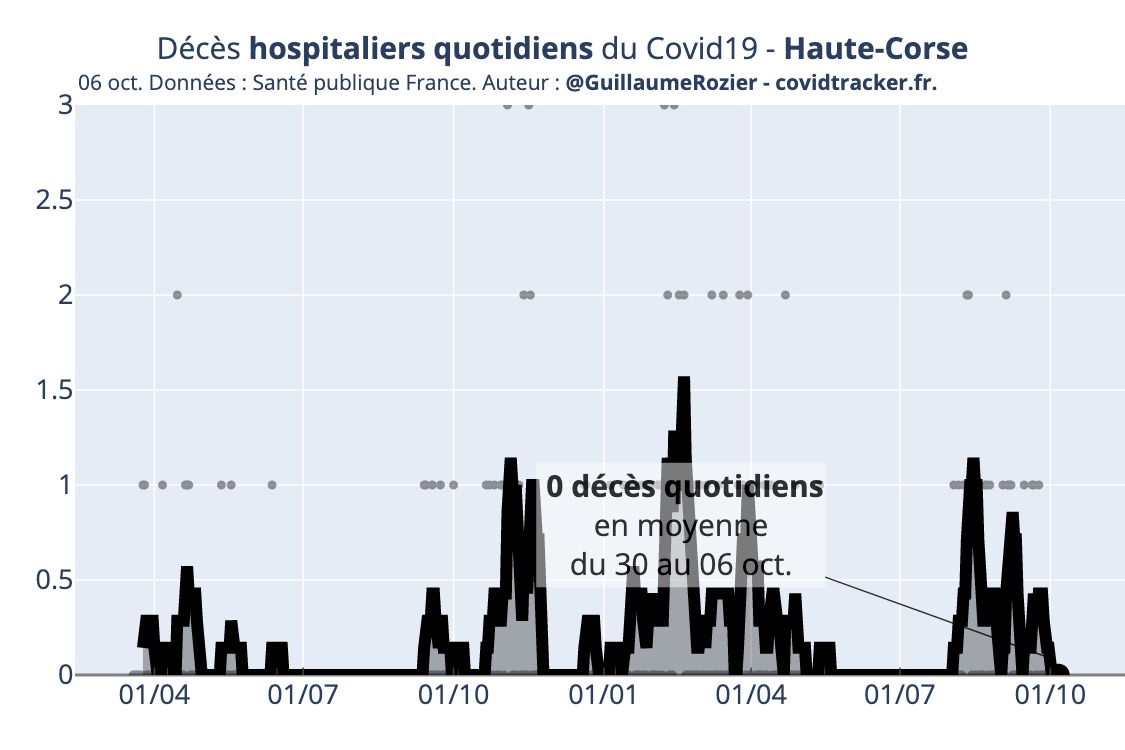 Décès hospitaliers quotidiens du Covid19 - Haute-Corse
06 oct. Données : Santé publique France. Auteur : @GuillaumeRozier - covidtracker.fr.
3
2.5
2
1.5
1
0.5
0
0 décès quotidiens
en moyenne
du 30 au 06 oct.
01/04 01/07 01/10 01/01 01/04 01/07 01/10